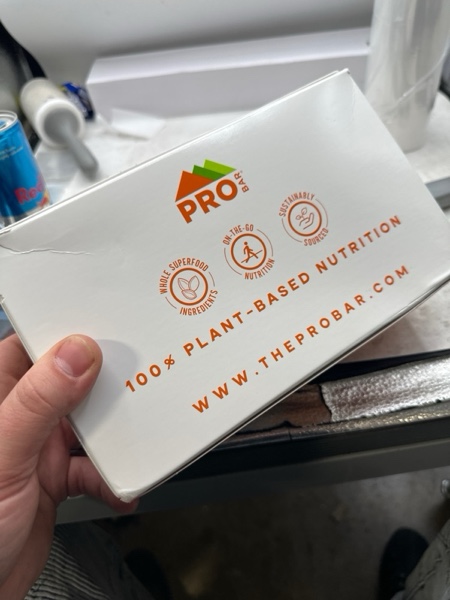 PRO BAR
WHOLE SUPERFOOD INGREDIENTS
ON-THE-GO NUTRITION
SUSTAINABLY SOURCED
100% PLANT-BASED NUTRITION
WWW.THEPROBAR.COM